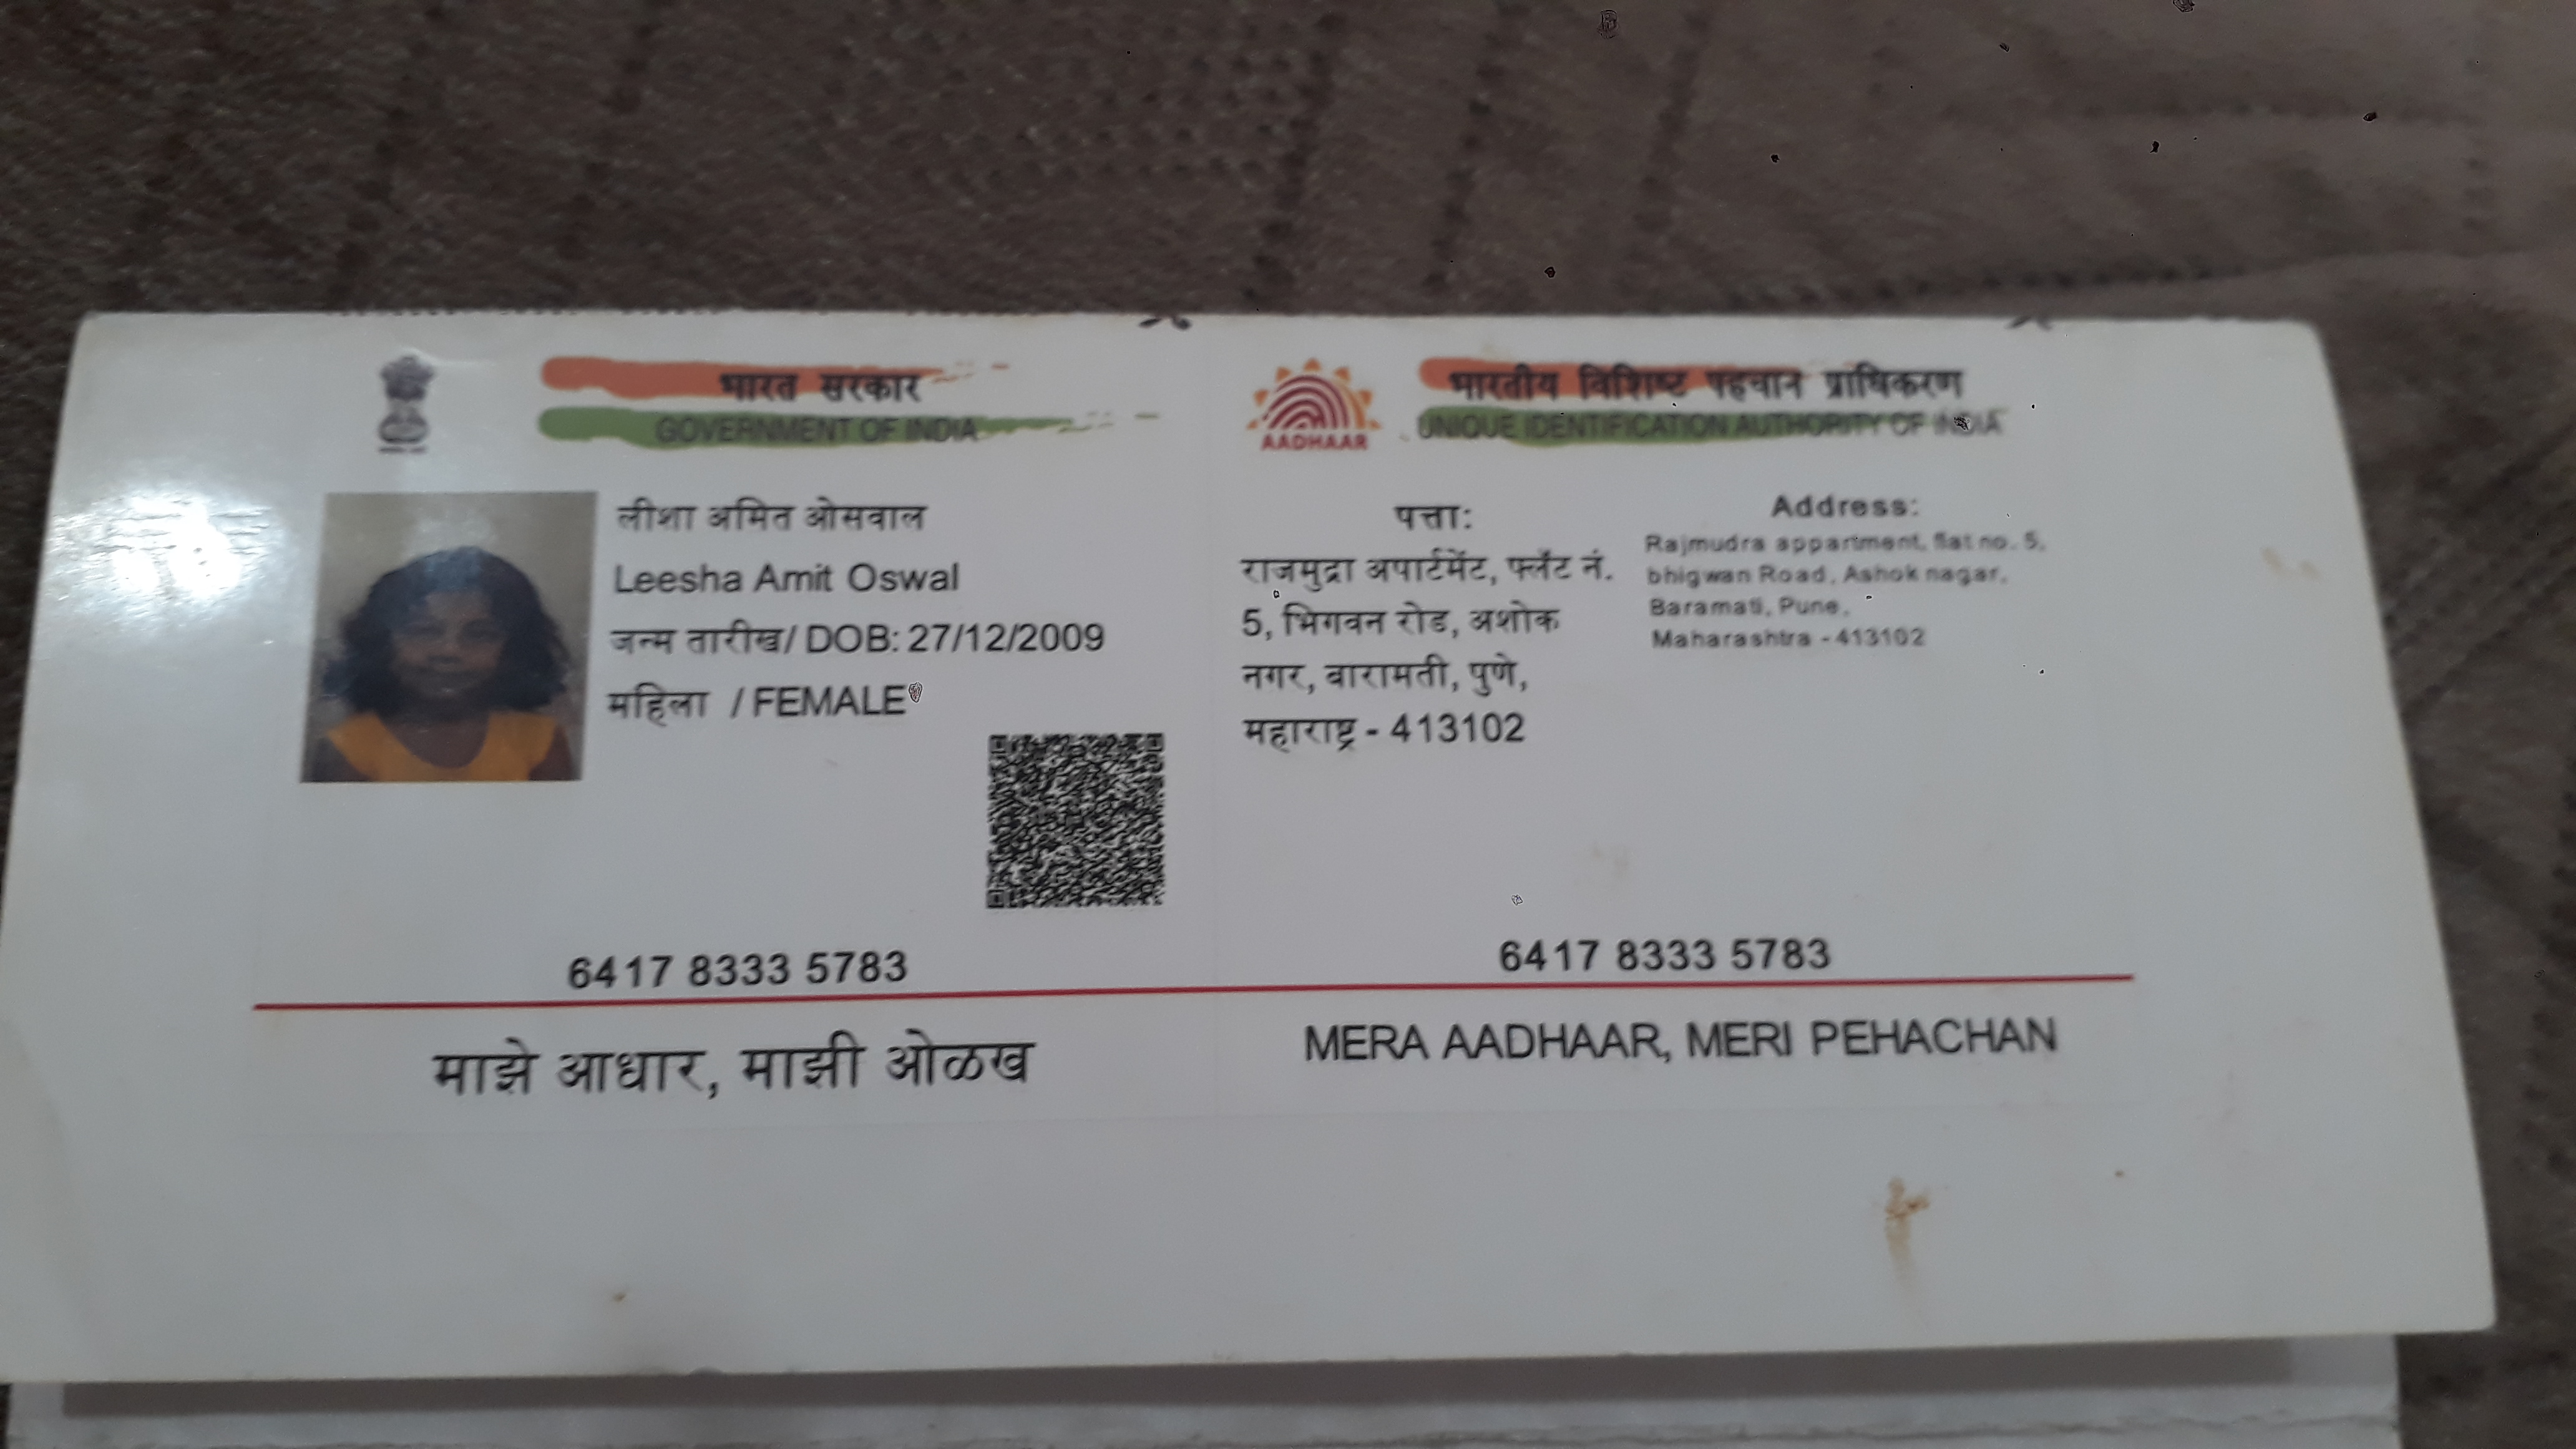 भारत सरकार
GOVERNMENT OF INDIA
लीशा अमित ओसवाल
Leesha Amit Oswal
जन्म तारीख/ DOB: 27/12/2009
महिला / FEMALE
6417 8333 5783
माझे आधार, माझी ओळख
भारतीय विशिष्ट पहचान प्राधिकरण
UNIQUE IDENTIFICATION AUTHORITY OF INDIA
AADHAAR
पत्ता:
राजमुद्रा अपार्टमेंट, फ्लॅट नं.
5, भिगवन रोड, अशोक
नगर, बारामती, पुणे,
महाराष्ट्र - 413102
Address:
Rajmudra appartment, flat no. 5,
bhigwan Road, Ashok nagar,
Baramati, Pune,
Maharashtra - 413102
6417 8333 5783
MERA AADHAAR, MERI PEHACHAN